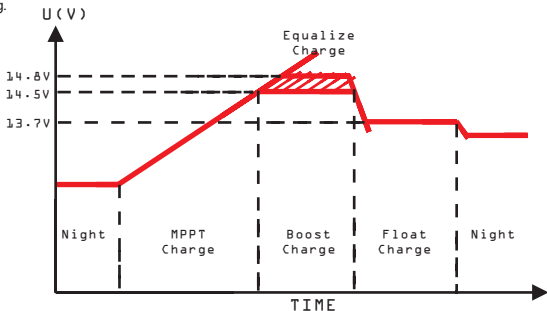 g.
U(V)
Equalize
Charge
14.8V
14.5V
13.7V
Night
MPPT
Charge
Boost
Charge
Float
Charge
Night
TIME